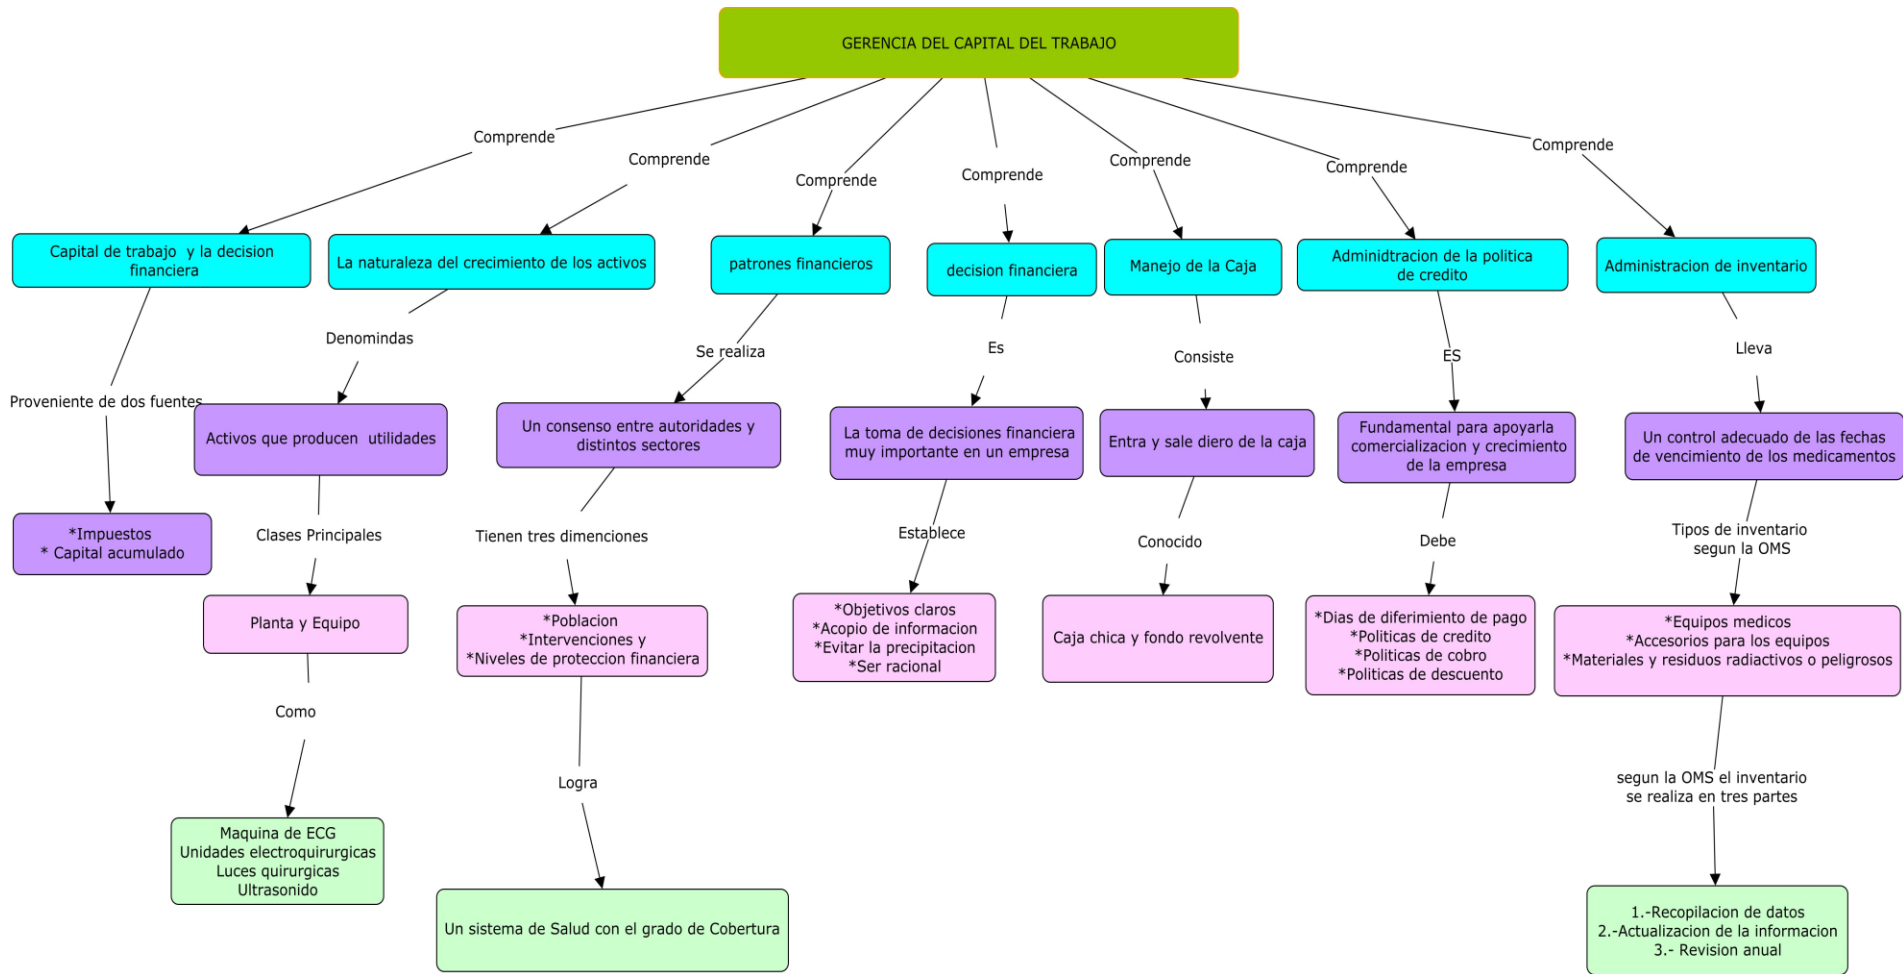 GERENCIA DEL CAPITAL DEL TRABAJO
Comprende
Comprende
Comprende
Comprende
Comprende
Comprende
Comprende
Capital de trabajo y la decision
financiera
La naturaleza del crecimiento de los activos
patrones financieros
decision financiera
Manejo de la Caja
Adminidtracion de la politica
de credito
Administracion de inventario
Proveniente de dos fuentes
Denomindas
Se realiza
Es
Consiste
ES
Lleva
*Impuestos
* Capital acumulado
Activos que producen utilidades
Un consenso entre autoridades y
distintos sectores
La toma de decisiones financiera
muy importante en un empresa
Entra y sale diero de la caja
Fundamental para apoyarla
comercializacion y crecimiento
de la empresa
Un control adecuado de las fechas
de vencimiento de los medicamentos
Clases Principales
Tienen tres dimenciones
Establece
Conocido
Debe
Tipos de inventario
segun la OMS
Planta y Equipo
*Poblacion
*Intervenciones y
*Niveles de proteccion financiera
*Objetivos claros
*Acopio de informacion
*Evitar la precipitacion
*Ser racional
Caja chica y fondo revolvente
*Dias de diferimiento de pago
*Politicas de credito
*Politicas de cobro
*Politicas de descuento
*Equipos medicos
*Accesorios para los equipos
*Materiales y residuos radiactivos o peligrosos
Como
Logra
segun la OMS el inventario
se realiza en tres partes
Maquina de ECG
Unidades electroquirurgicas
Luces quirurgicas
Ultrasonido
Un sistema de Salud con el grado de Cobertura
1.-Recopilacion de datos
2.-Actualizacion de la informacion
3.- Revision anual